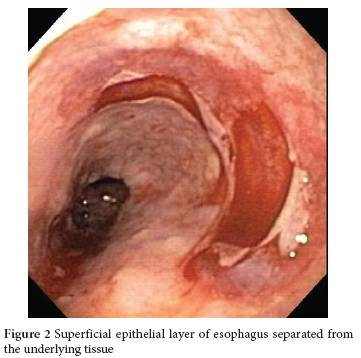 Figure 2 Superficial epithelial layer of esophagus separated from
the underlying tissue